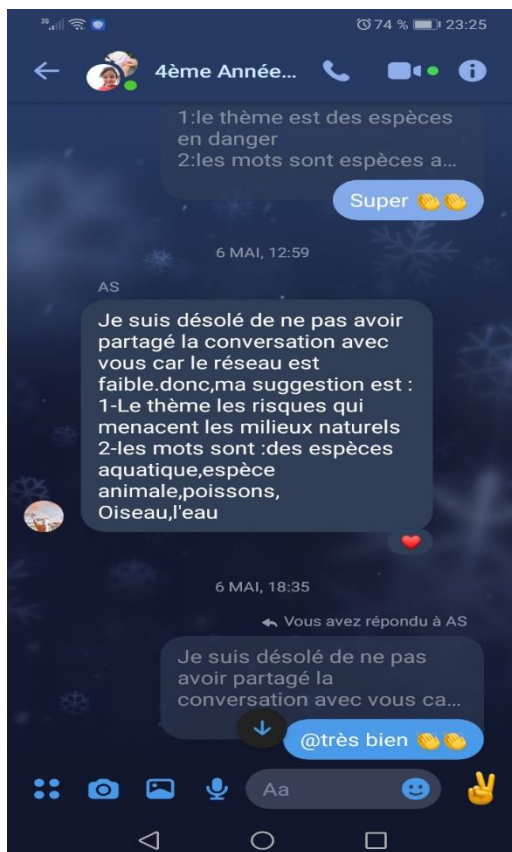 36
74 % 23:25
4ème Année...
1:le thème est des espèces
en danger
2:les mots sont espèces a...
Super 👏👏
6 MAI, 12:59
AS
Je suis désolé de ne pas avoir
partagé la conversation avec
vous car le réseau est
faible.donc,ma suggestion est :
1-Le thème les risques qui
menacent les milieux naturels
2-les mots sont :des espèces
aquatique,espèce
animale,poissons,
Oiseau,l'eau
6 MAI, 18:35
Vous avez répondu à AS
Je suis désolé de ne pas
avoir partagé la
conversation avec vous ca...
@très bien 👏👏
Aa